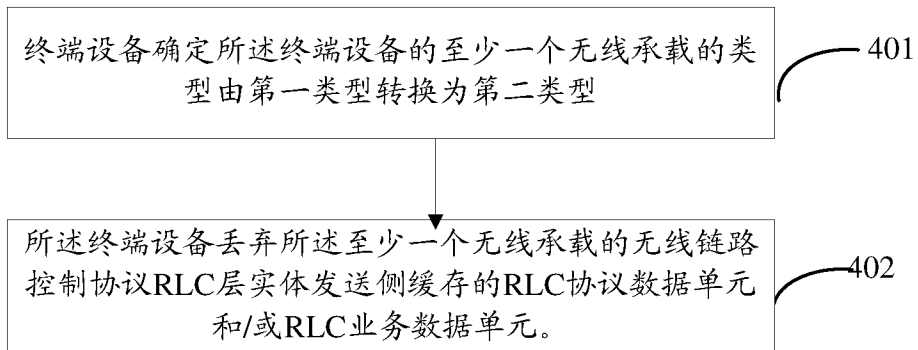 终端设备确定所述终端设备的至少一个无线承载的类
型由第一类型转换为第二类型
401
所述终端设备丢弃所述至少一个无线承载的无线链路
控制协议RLC层实体发送侧缓存的RLC协议数据单元
和/或RLC业务数据单元。
402